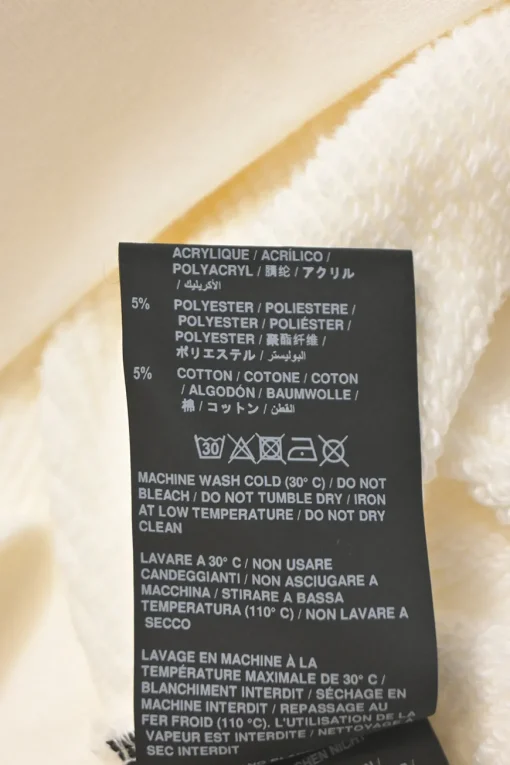 ACRYLIQUE / ACRÍLICO /
POLYACRYL / 腈纶 / アクリル
/ الأكريليك
5% POLYESTER / POLIESTERE /
POLYESTER / POLIÉSTER /
POLYESTER / 聚酯纤维 /
ポリエステル / البوليستر
5% COTTON / COTONE / COTON
/ ALGODÓN / BAUMWOLLE /
棉 / コットン / القطن
30
MACHINE WASH COLD (30° C) / DO NOT
BLEACH / DO NOT TUMBLE DRY / IRON
AT LOW TEMPERATURE / DO NOT DRY
CLEAN
LAVARE A 30° C / NON USARE
CANDEGGIANTI / NON ASCIUGARE A
MACCHINA / STIRARE A BASSA
TEMPERATURA (110° C) / NON LAVARE A
SECCO
LAVAGE EN MACHINE À LA
TEMPÉRATURE MAXIMALE DE 30° C /
BLANCHIMENT INTERDIT / SÉCHAGE EN
MACHINE INTERDIT / REPASSAGE AU
FER FROID (110 °C). L'UTILISATION DE LA
VAPEUR EST INTERDITE / NETTOYAGE A
SEC INTERDIT